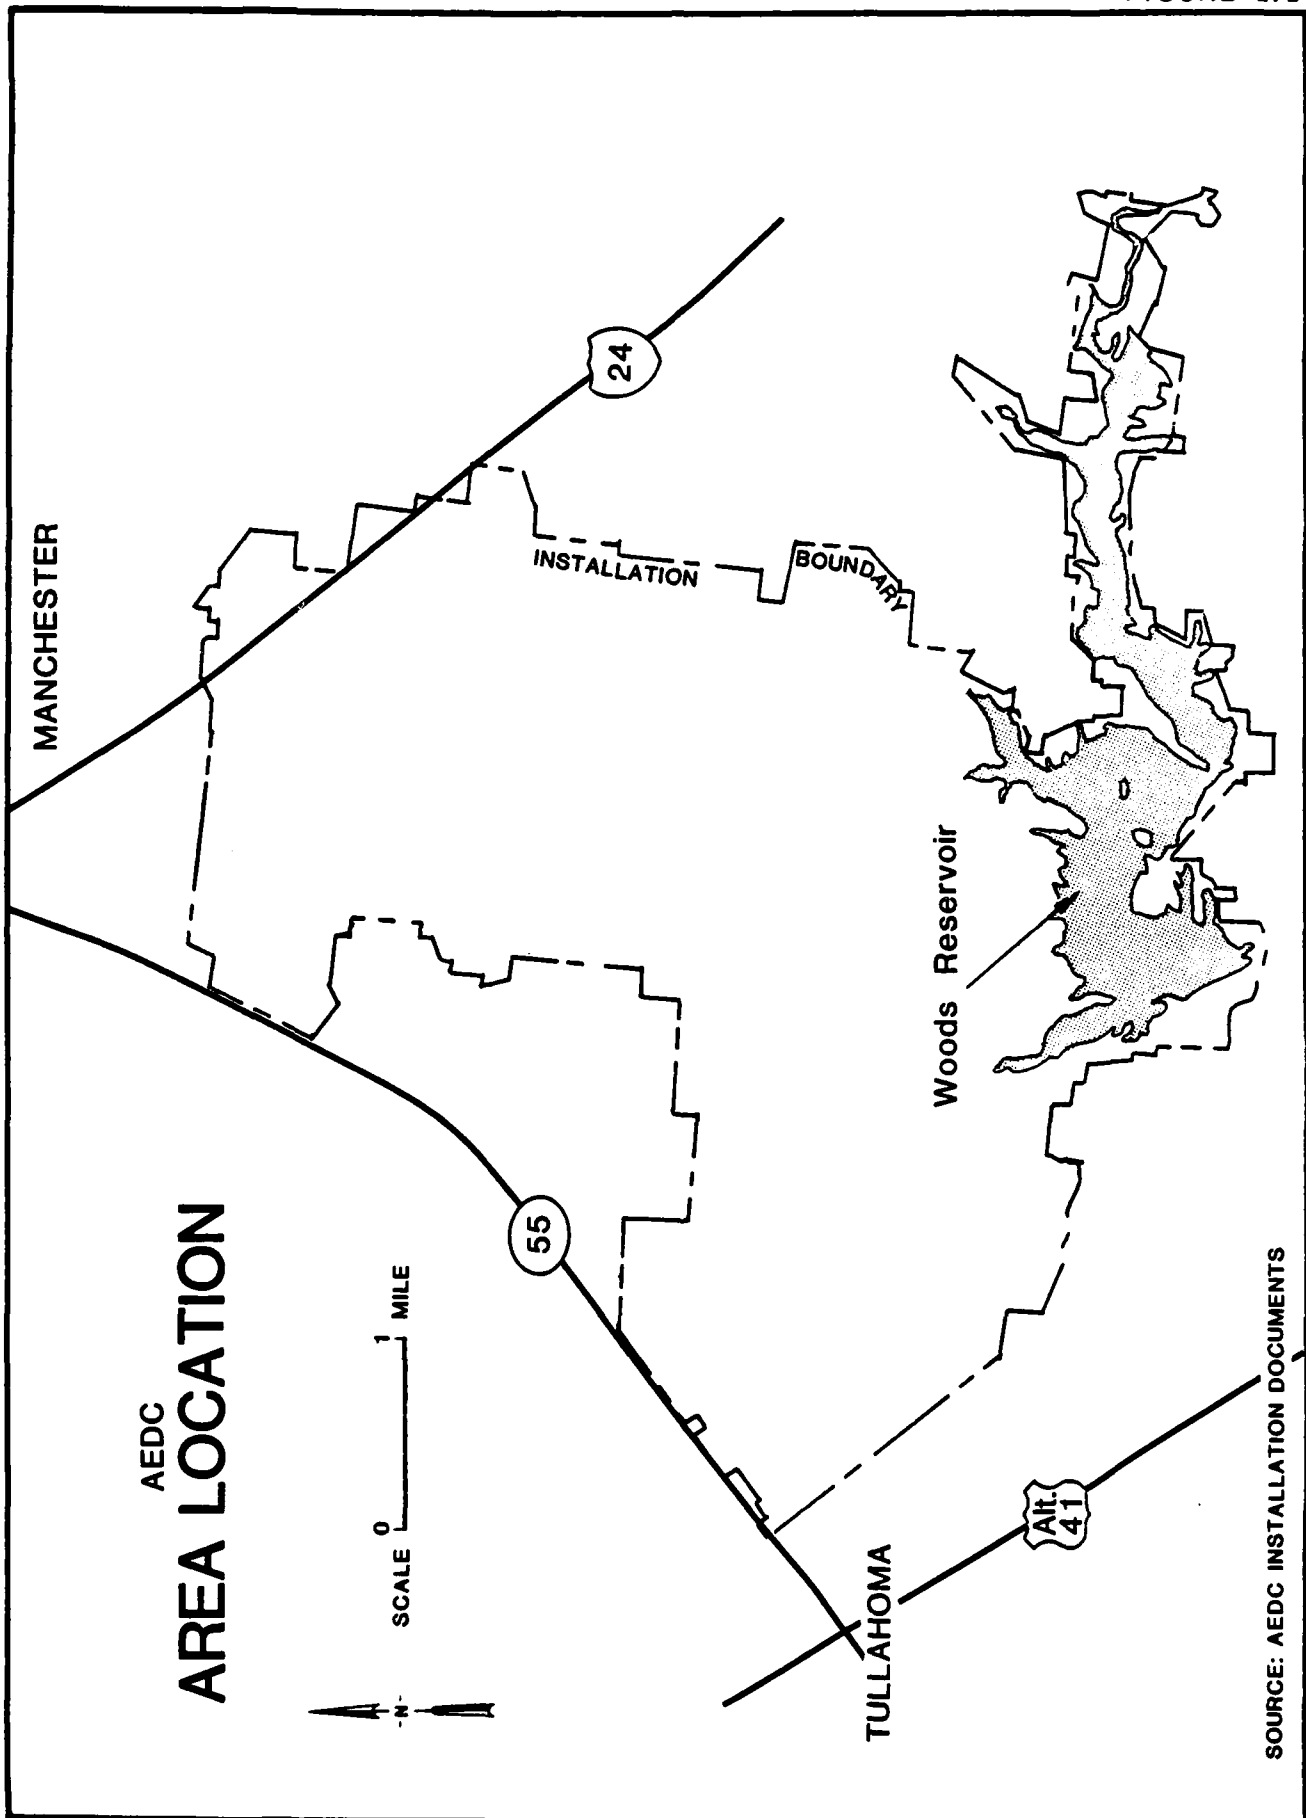 AEDC
AREA LOCATION
SCALE 0 1 MILE
-N-
MANCHESTER
24
INSTALLATION BOUNDARY
55
Woods Reservoir
Alt.
41
TULLAHOMA
SOURCE: AEDC INSTALLATION DOCUMENTS